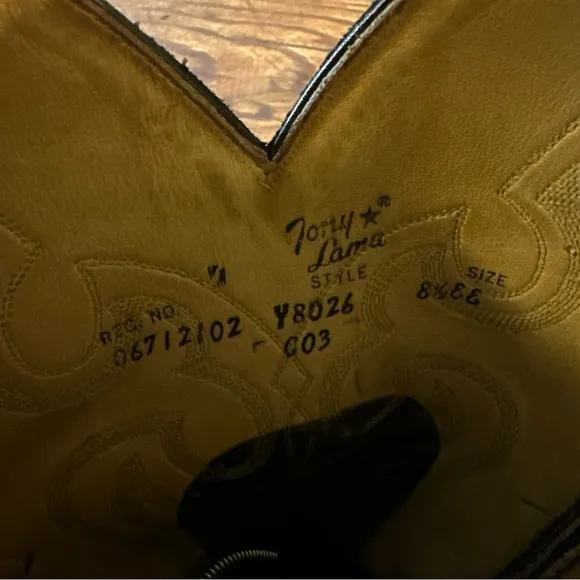 Tony ★ ®
Lama
STYLE
SIZE
REG. NO.
Y8026
8½EE
06712102
- C03